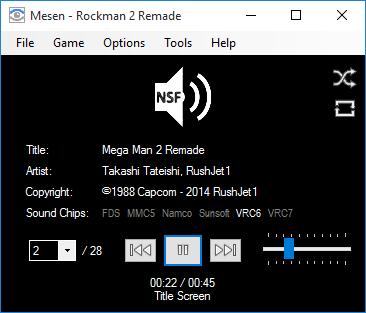 Mesen - Rockman 2 Remade
File Game Options Tools Help
NSF
Title: Mega Man 2 Remade
Artist: Takashi Tateishi, RushJet1
Copyright: ©1988 Capcom - 2014 RushJet1
Sound Chips: FDS MMC5 Namco Sunsoft VRC6 VRC7
2 / 28
00:22 / 00:45
Title Screen